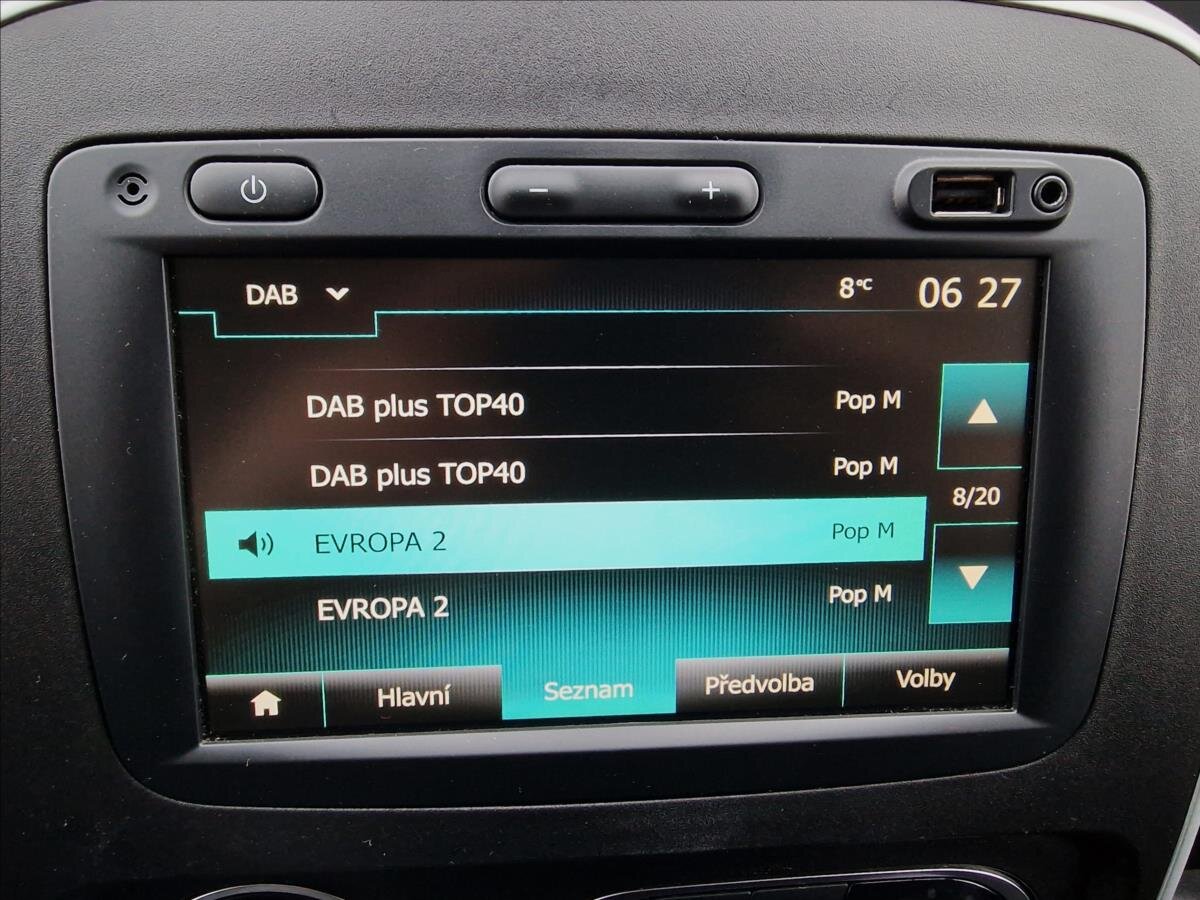 − +
DAB 8°C 06 27
DAB plus TOP40 Pop M
DAB plus TOP40 Pop M
8/20
EVROPA 2 Pop M
EVROPA 2 Pop M
Hlavní Seznam Předvolba Volby